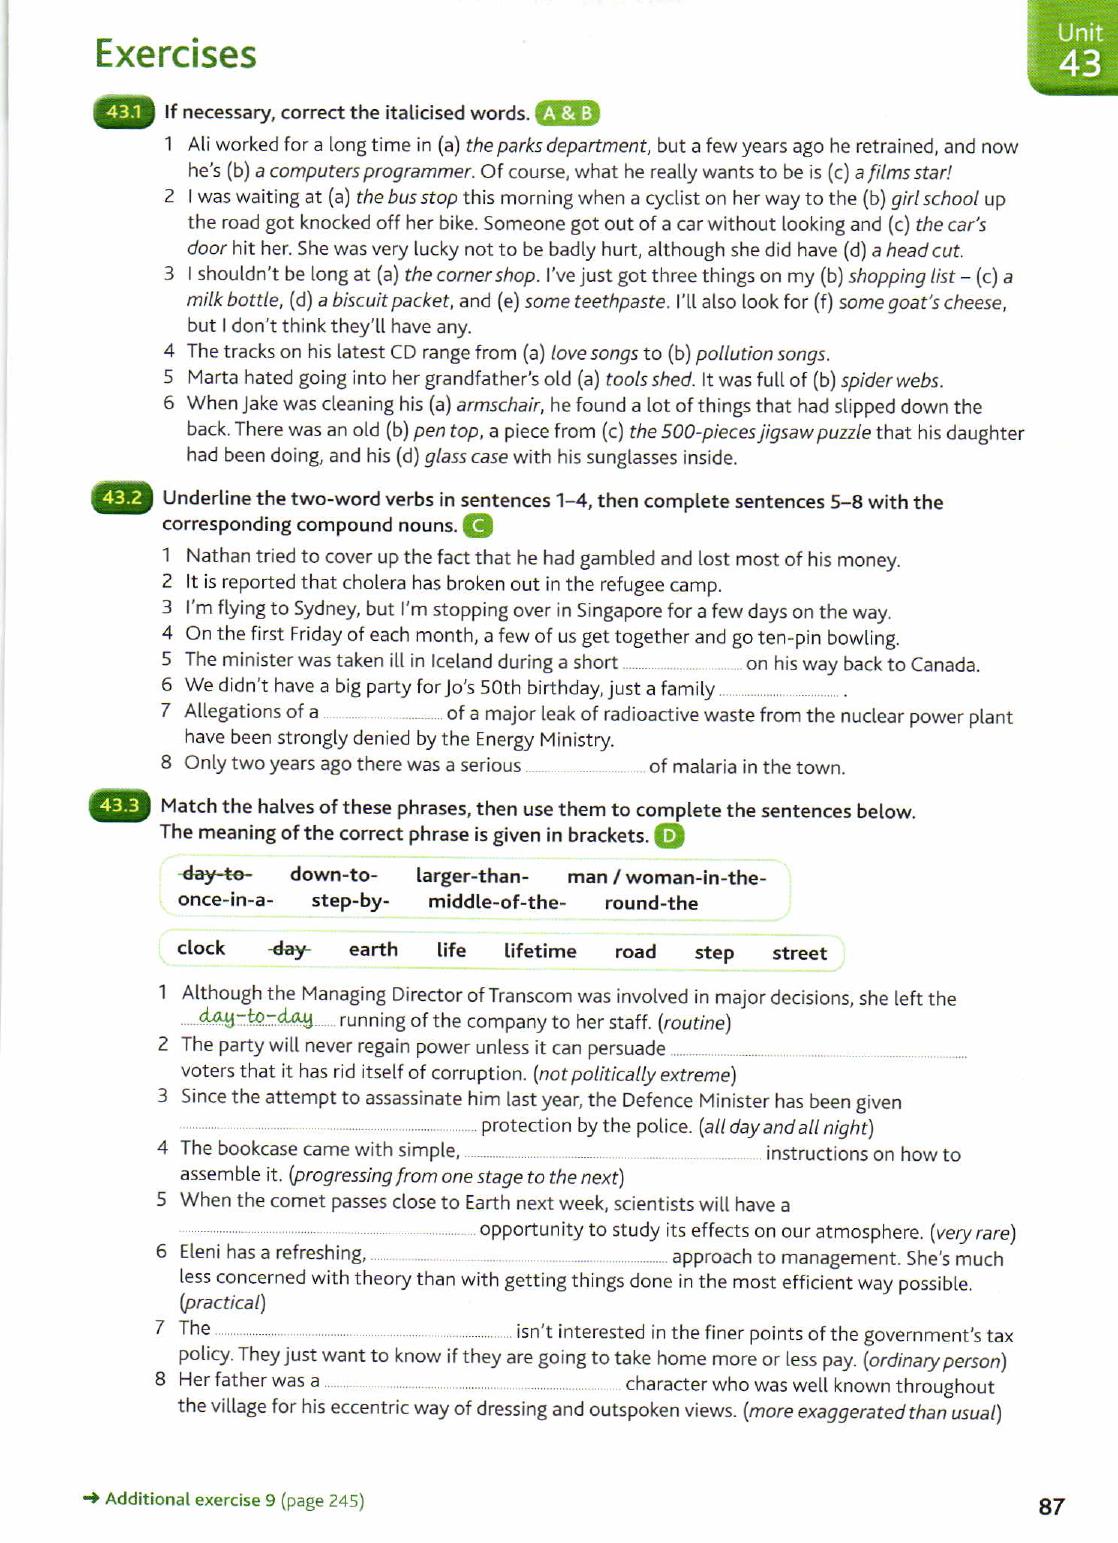 Unit
43
Exercises
43.1 If necessary, correct the italicised words. A & B
1 Ali worked for a long time in (a) the parks department, but a few years ago he retrained, and now
he's (b) a computers programmer. Of course, what he really wants to be is (c) a films star!
2 I was waiting at (a) the bus stop this morning when a cyclist on her way to the (b) girl school up
the road got knocked off her bike. Someone got out of a car without looking and (c) the car's
door hit her. She was very lucky not to be badly hurt, although she did have (d) a head cut.
3 I shouldn't be long at (a) the corner shop. I've just got three things on my (b) shopping list – (c) a
milk bottle, (d) a biscuit packet, and (e) some teethpaste. I'll also look for (f) some goat's cheese,
but I don't think they'll have any.
4 The tracks on his latest CD range from (a) love songs to (b) pollution songs.
5 Marta hated going into her grandfather's old (a) tools shed. It was full of (b) spider webs.
6 When Jake was cleaning his (a) armschair, he found a lot of things that had slipped down the
back. There was an old (b) pen top, a piece from (c) the 500-pieces jigsaw puzzle that his daughter
had been doing, and his (d) glass case with his sunglasses inside.
43.2 Underline the two-word verbs in sentences 1–4, then complete sentences 5–8 with the
corresponding compound nouns. C
1 Nathan tried to cover up the fact that he had gambled and lost most of his money.
2 It is reported that cholera has broken out in the refugee camp.
3 I'm flying to Sydney, but I'm stopping over in Singapore for a few days on the way.
4 On the first Friday of each month, a few of us get together and go ten-pin bowling.
5 The minister was taken ill in Iceland during a short .......... on his way back to Canada.
6 We didn't have a big party for Jo's 50th birthday, just a family .......... .
7 Allegations of a .......... of a major leak of radioactive waste from the nuclear power plant
have been strongly denied by the Energy Ministry.
8 Only two years ago there was a serious .......... of malaria in the town.
43.3 Match the halves of these phrases, then use them to complete the sentences below.
The meaning of the correct phrase is given in brackets. D
day-to- down-to- larger-than- man / woman-in-the-
once-in-a- step-by- middle-of-the- round-the
clock day earth life lifetime road step street
1 Although the Managing Director of Transcom was involved in major decisions, she left the
day-to-day running of the company to her staff. (routine)
2 The party will never regain power unless it can persuade ..........
voters that it has rid itself of corruption. (not politically extreme)
3 Since the attempt to assassinate him last year, the Defence Minister has been given
.......... protection by the police. (all day and all night)
4 The bookcase came with simple, .......... instructions on how to
assemble it. (progressing from one stage to the next)
5 When the comet passes close to Earth next week, scientists will have a
.......... opportunity to study its effects on our atmosphere. (very rare)
6 Eleni has a refreshing, .......... approach to management. She's much
less concerned with theory than with getting things done in the most efficient way possible.
(practical)
7 The .......... isn't interested in the finer points of the government's tax
policy. They just want to know if they are going to take home more or less pay. (ordinary person)
8 Her father was a .......... character who was well known throughout
the village for his eccentric way of dressing and outspoken views. (more exaggerated than usual)
➞ Additional exercise 9 (page 245)
87